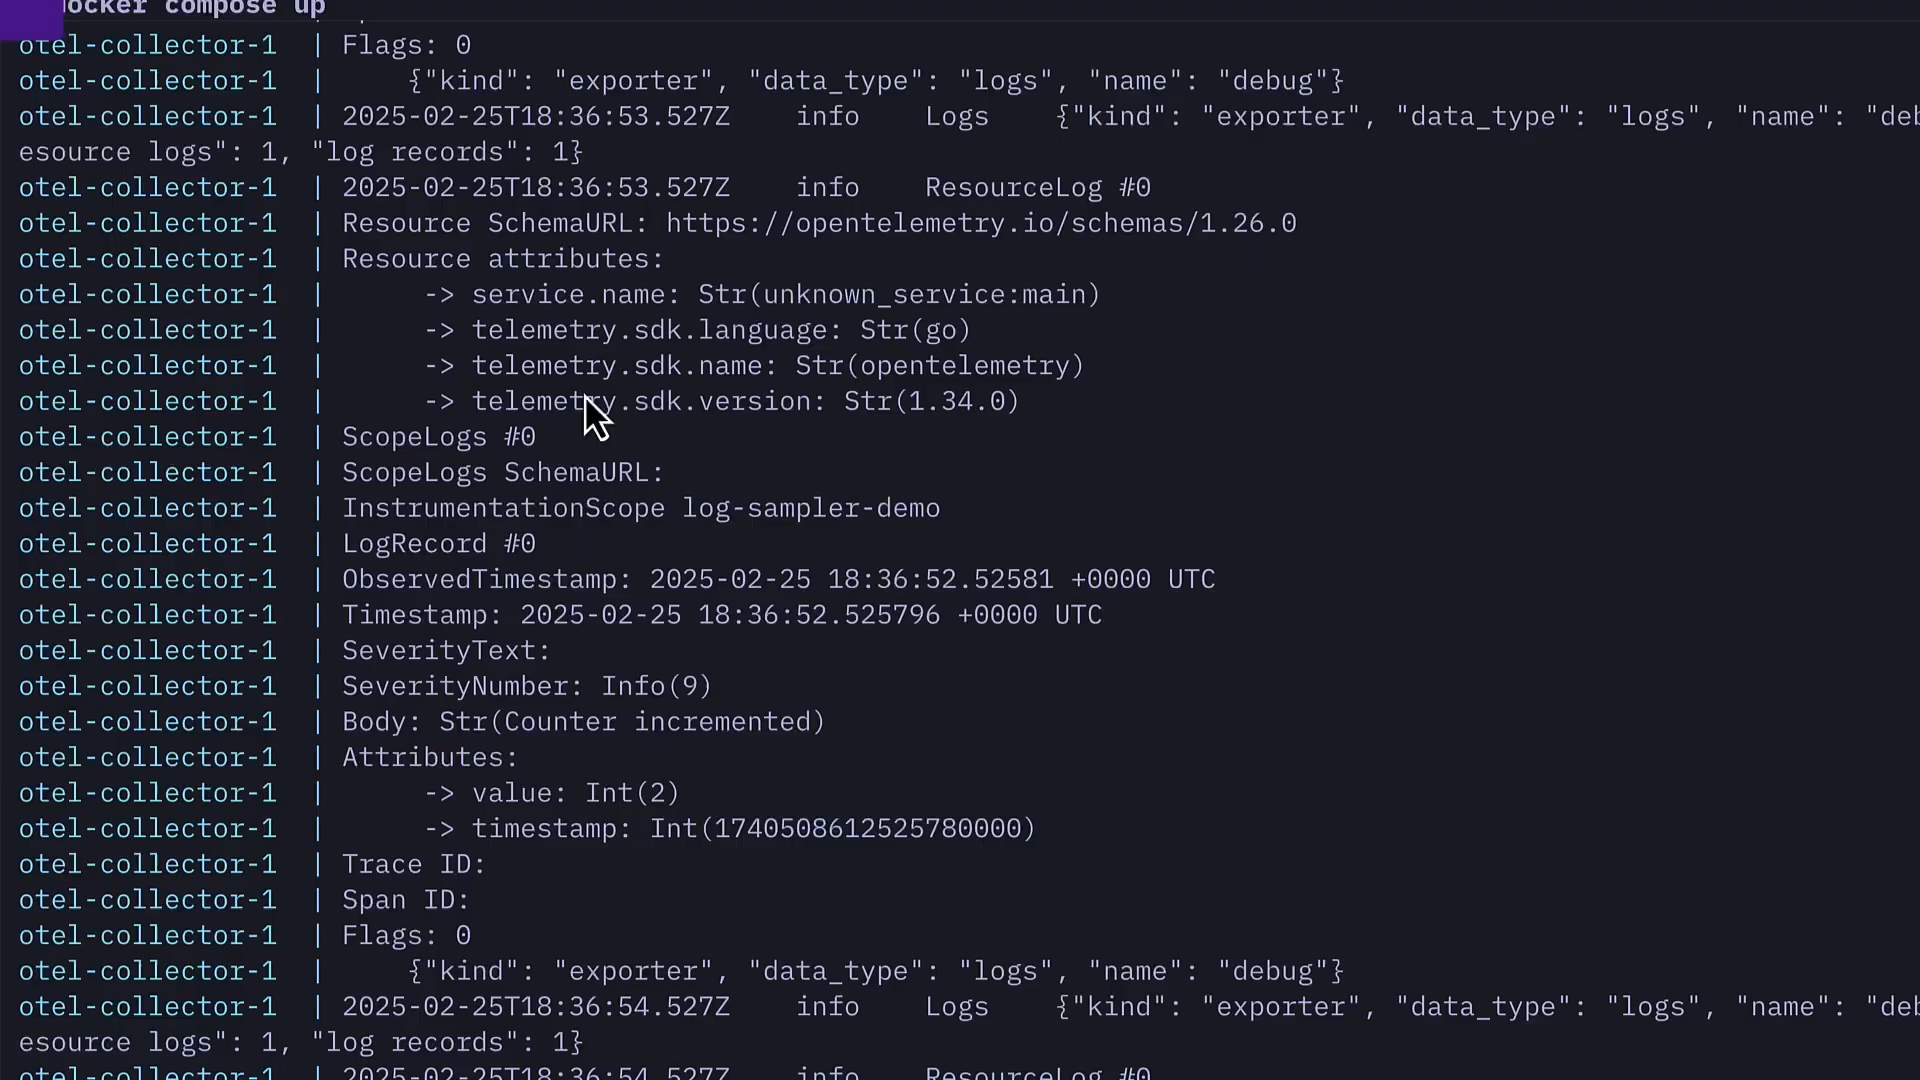 ocker compose up
otel-collector-1 | Flags: 0
otel-collector-1 | {"kind": "exporter", "data_type": "logs", "name": "debug"}
otel-collector-1 | 2025-02-25T18:36:53.527Z info Logs {"kind": "exporter", "data_type": "logs", "name": "deb
esource logs": 1, "log records": 1}
otel-collector-1 | 2025-02-25T18:36:53.527Z info ResourceLog #0
otel-collector-1 | Resource SchemaURL: https://opentelemetry.io/schemas/1.26.0
otel-collector-1 | Resource attributes:
otel-collector-1 | -> service.name: Str(unknown_service:main)
otel-collector-1 | -> telemetry.sdk.language: Str(go)
otel-collector-1 | -> telemetry.sdk.name: Str(opentelemetry)
otel-collector-1 | -> telemetry.sdk.version: Str(1.34.0)
otel-collector-1 | ScopeLogs #0
otel-collector-1 | ScopeLogs SchemaURL:
otel-collector-1 | InstrumentationScope log-sampler-demo
otel-collector-1 | LogRecord #0
otel-collector-1 | ObservedTimestamp: 2025-02-25 18:36:52.52581 +0000 UTC
otel-collector-1 | Timestamp: 2025-02-25 18:36:52.525796 +0000 UTC
otel-collector-1 | SeverityText:
otel-collector-1 | SeverityNumber: Info(9)
otel-collector-1 | Body: Str(Counter incremented)
otel-collector-1 | Attributes:
otel-collector-1 | -> value: Int(2)
otel-collector-1 | -> timestamp: Int(1740508612525780000)
otel-collector-1 | Trace ID:
otel-collector-1 | Span ID:
otel-collector-1 | Flags: 0
otel-collector-1 | {"kind": "exporter", "data_type": "logs", "name": "debug"}
otel-collector-1 | 2025-02-25T18:36:54.527Z info Logs {"kind": "exporter", "data_type": "logs", "name": "deb
esource logs": 1, "log records": 1}
otel-collector-1 | 2025-02-25T18:36:54.527Z info ResourceLog #0